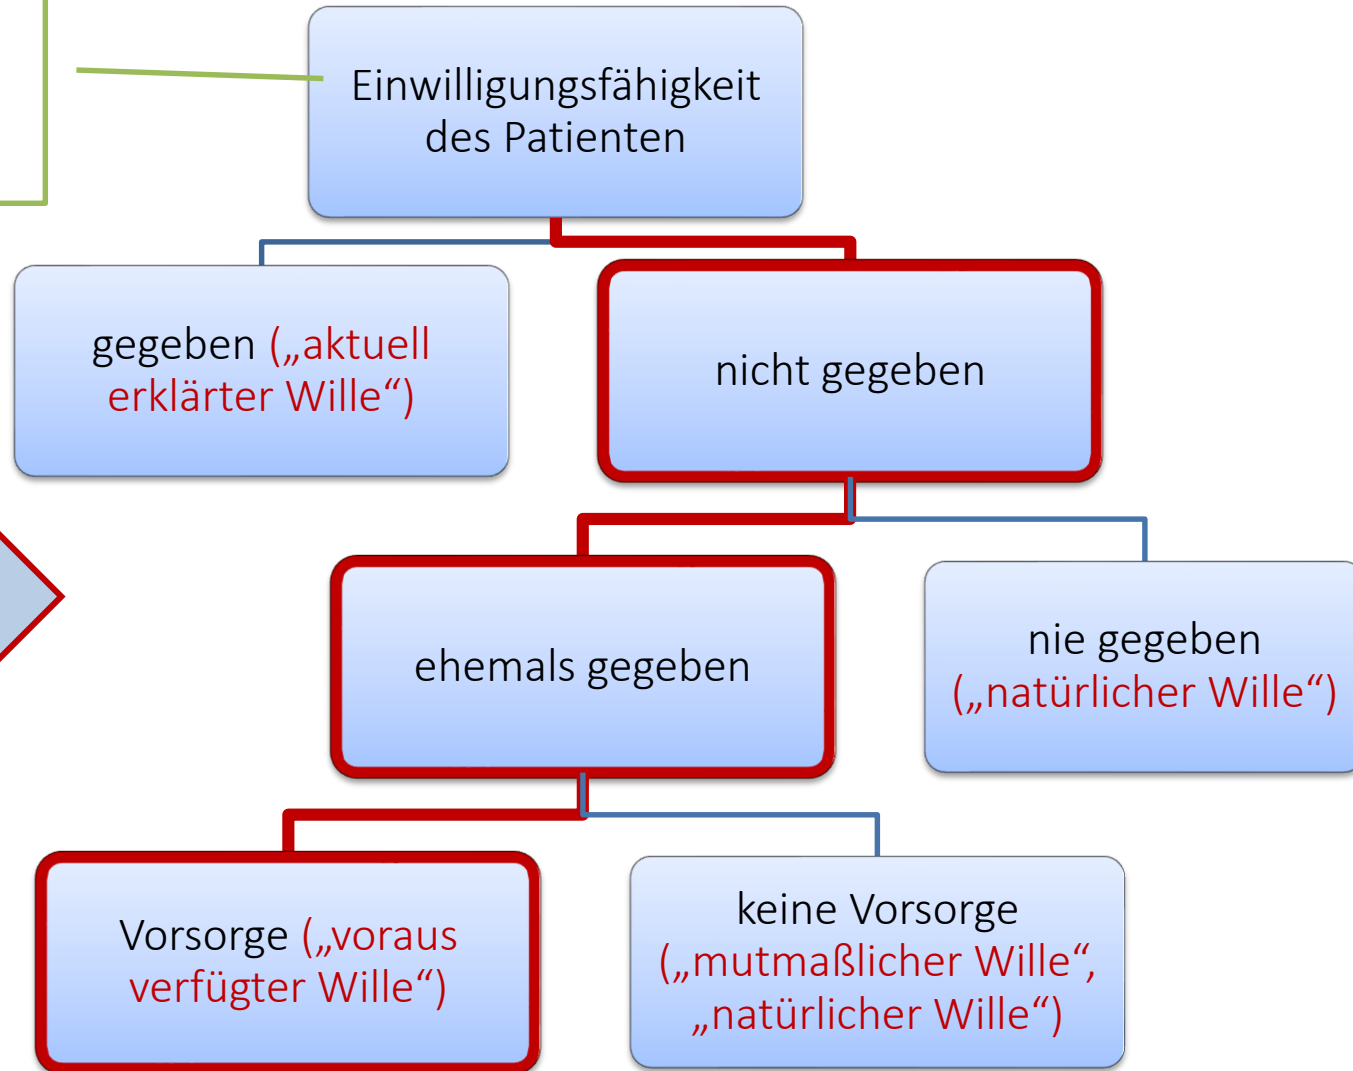 Einwilligungsfähigkeit
des Patienten
gegeben („aktuell
erklärter Wille“)
nicht gegeben
ehemals gegeben
nie gegeben
(„natürlicher Wille“)
Vorsorge („voraus
verfügter Wille“)
keine Vorsorge
(„mutmaßlicher Wille“,
„natürlicher Wille“)